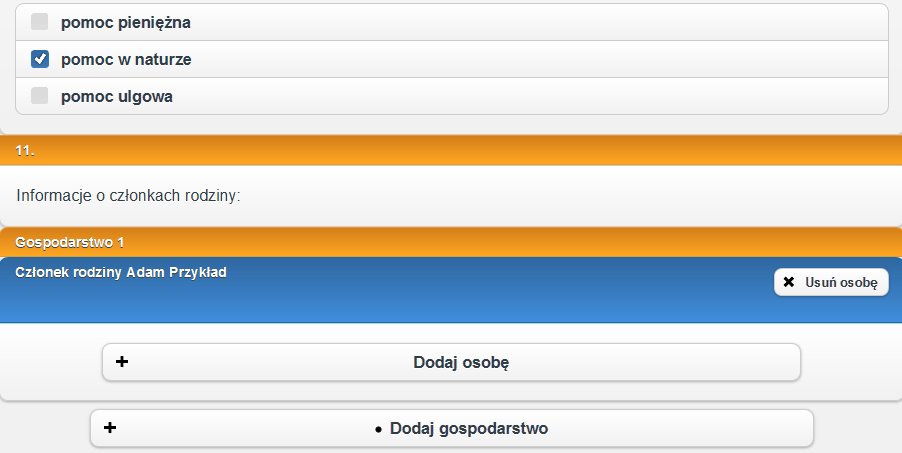 pomoc pieniężna
pomoc w naturze
pomoc ulgowa
11.
Informacje o członkach rodziny:
Gospodarstwo 1
Członek rodziny Adam Przykład
Usuń osobę
Dodaj osobę
Dodaj gospodarstwo